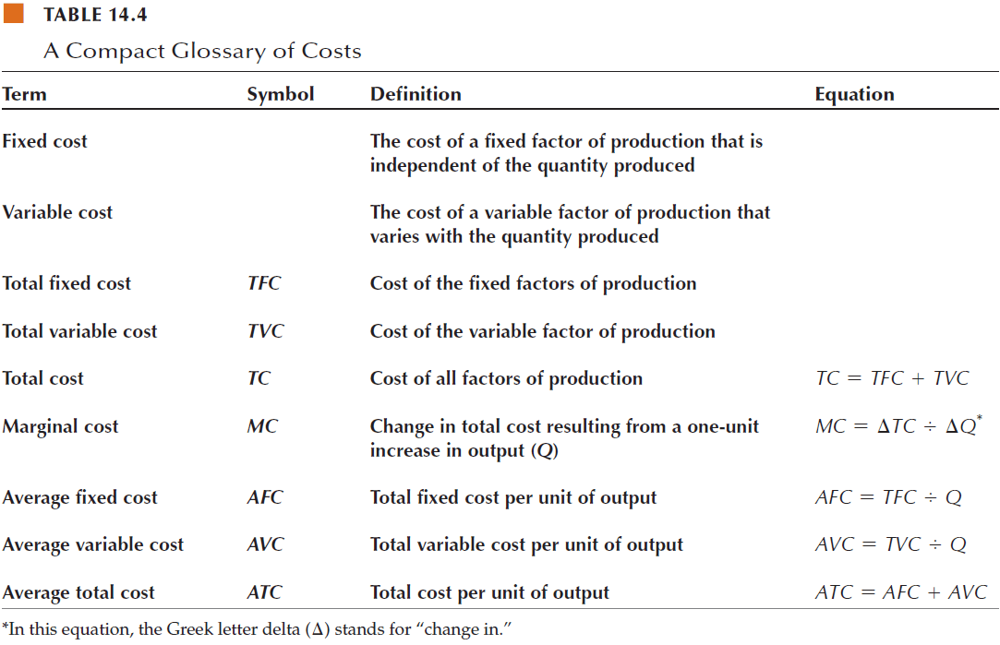 TABLE 14.4
A Compact Glossary of Costs
Term Symbol Definition Equation
Fixed cost The cost of a fixed factor of production that is
independent of the quantity produced
Variable cost The cost of a variable factor of production that
varies with the quantity produced
Total fixed cost TFC Cost of the fixed factors of production
Total variable cost TVC Cost of the variable factor of production
Total cost TC Cost of all factors of production TC = TFC + TVC
Marginal cost MC Change in total cost resulting from a one-unit MC = ΔTC ÷ ΔQ*
increase in output (Q)
Average fixed cost AFC Total fixed cost per unit of output AFC = TFC ÷ Q
Average variable cost AVC Total variable cost per unit of output AVC = TVC ÷ Q
Average total cost ATC Total cost per unit of output ATC = AFC + AVC
*In this equation, the Greek letter delta (Δ) stands for “change in.”